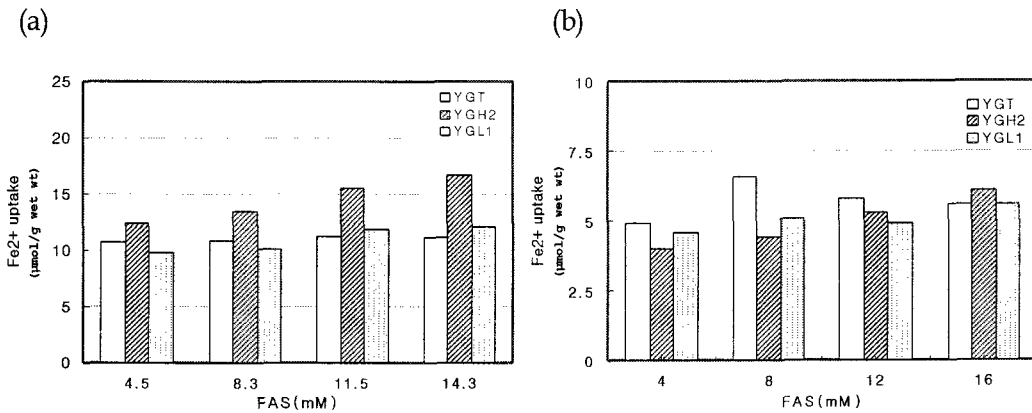 (a)
Fe2+ uptake
(μmol/g wet wt)
25
20
15
10
5
0
YGT
YGH2
YGL1
4.5 8.3 11.5 14.3
FAS(mM)
(b)
Fe2+ uptake
(μmol/g wet wt)
10
7.5
5
2.5
0
YGT
YGH2
YGL1
4 8 12 16
FAS(mM)